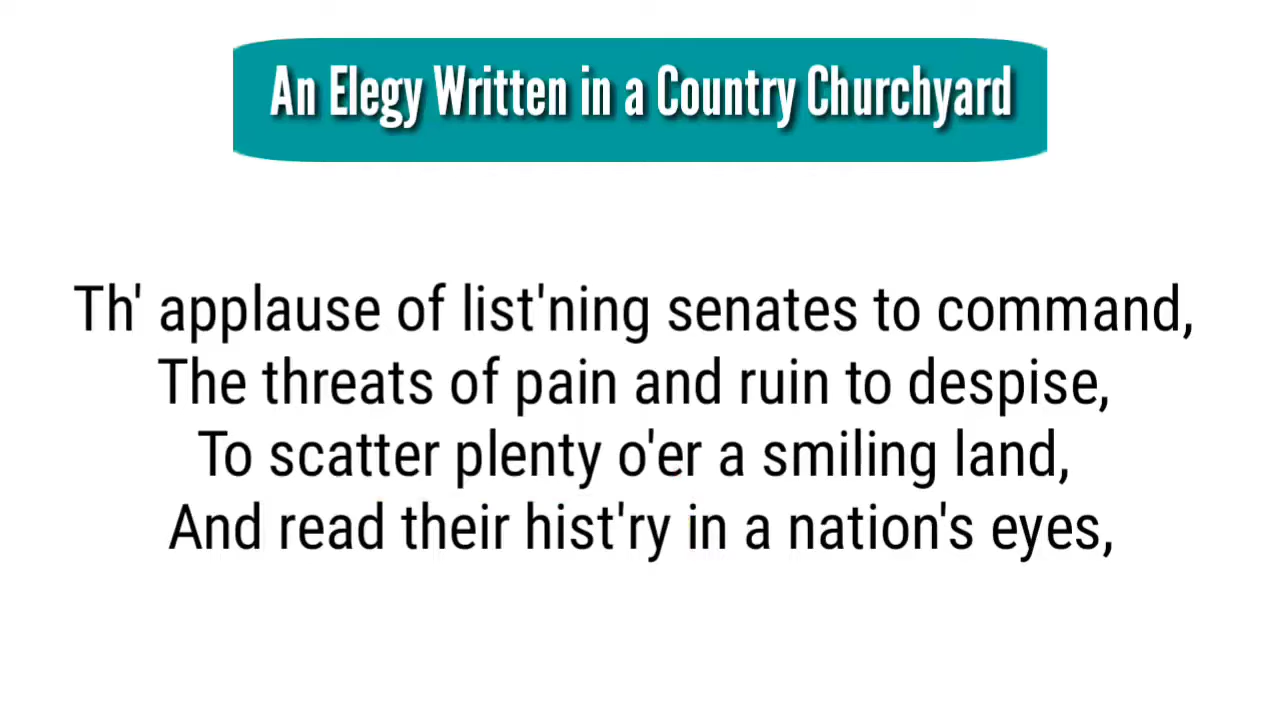 An Elegy Written in a Country Churchyard
Th' applause of list'ning senates to command,
The threats of pain and ruin to despise,
To scatter plenty o'er a smiling land,
And read their hist'ry in a nation's eyes,